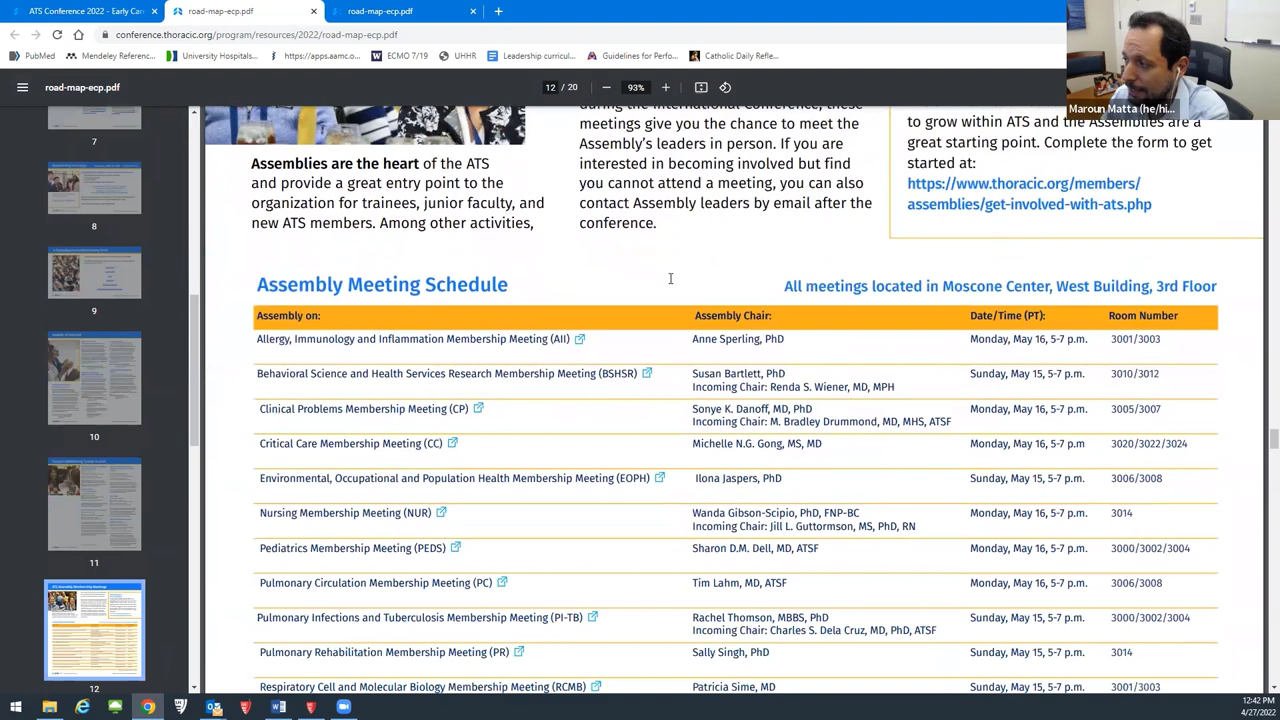 ATS Conference 2022 - Early Car
road-map-ecp.pdf
road-map-ecp.pdf
conference.thoracic.org/program/resources/2022/road-map-ecp.pdf
PubMed
Mendeley Referenc...
University Hospitals...
https://apps.aamc.o...
ECMO 7/19
UHHR
Leadership curricul...
Guidelines for Perfo...
Catholic Daily Refle...
road-map-ecp.pdf
12 / 20
93%
Maroun Matta (he/hi...
7
8
9
10
11
12
Assemblies are the heart of the ATS
and provide a great entry point to the
organization for trainees, junior faculty, and
new ATS members. Among other activities,
during the International Conference, these
meetings give you the chance to meet the
Assembly's leaders in person. If you are
interested in becoming involved but find
you cannot attend a meeting, you can also
contact Assembly leaders by email after the
conference.
to grow within ATS and the Assemblies are a
great starting point. Complete the form to get
started at:
https://www.thoracic.org/members/
assemblies/get-involved-with-ats.php
Assembly Meeting Schedule
All meetings located in Moscone Center, West Building, 3rd Floor
Assembly on: Assembly Chair: Date/Time (PT): Room Number
Allergy, Immunology and Inflammation Membership Meeting (AII) Anne Sperling, PhD Monday, May 16, 5-7 p.m. 3001/3003
Behavioral Science and Health Services Research Membership Meeting (BSHSR) Susan Bartlett, PhD Sunday, May 15, 5-7 p.m. 3010/3012
Incoming Chair: Renda S. Wiener, MD, MPH
Clinical Problems Membership Meeting (CP) Sonye K. Danoff, MD, PhD Monday, May 16, 5-7 p.m. 3005/3007
Incoming Chair: M. Bradley Drummond, MD, MHS, ATSF
Critical Care Membership Meeting (CC) Michelle N.G. Gong, MS, MD Monday, May 16, 5-7 p.m 3020/3022/3024
Environmental, Occupational and Population Health Membership Meeting (EOPH) Ilona Jaspers, PhD Sunday, May 15, 5-7 p.m. 3006/3008
Nursing Membership Meeting (NUR) Wanda Gibson-Scipio, PhD, FNP-BC Monday, May 16, 5-7 p.m. 3014
Incoming Chair: Jill L. Guttormson, MS, PhD, RN
Pediatrics Membership Meeting (PEDS) Sharon D.M. Dell, MD, ATSF Monday, May 16, 5-7 p.m. 3000/3002/3004
Pulmonary Circulation Membership Meeting (PC) Tim Lahm, MD, ATSF Monday, May 16, 5-7 p.m. 3006/3008
Pulmonary Infections and Tuberculosis Membership Meeting (PI-TB) Rachel Thomson, MBBS, PhD Sunday, May 15, 5-7 p.m. 3000/3002/3004
Incoming Chair: Charles S. Dela Cruz, MD, PhD, ATSF
Pulmonary Rehabilitation Membership Meeting (PR) Sally Singh, PhD Sunday, May 15, 5-7 p.m. 3014
Respiratory Cell and Molecular Biology Membership Meeting (RCMB) Patricia Sime, MD Sunday, May 15, 5-7 p.m. 3001/3003
12:42 PM
4/27/2022